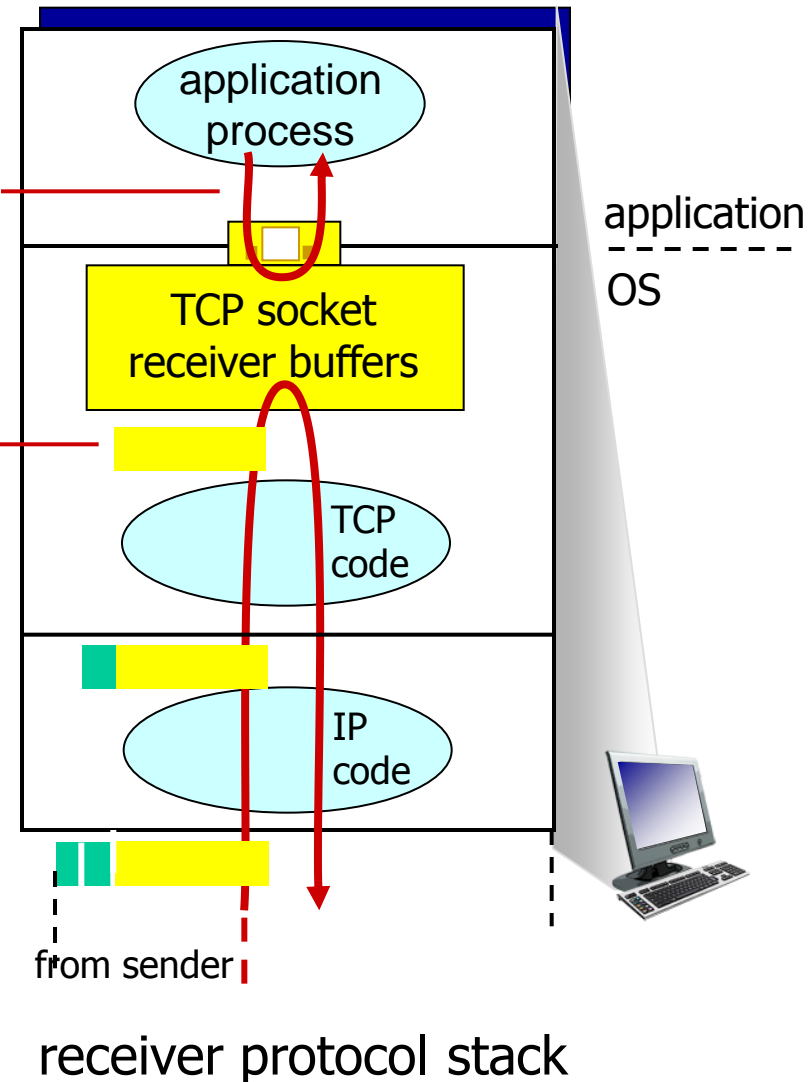 application
process
application
OS
TCP socket
receiver buffers
TCP
code
IP
code
from sender
receiver protocol stack